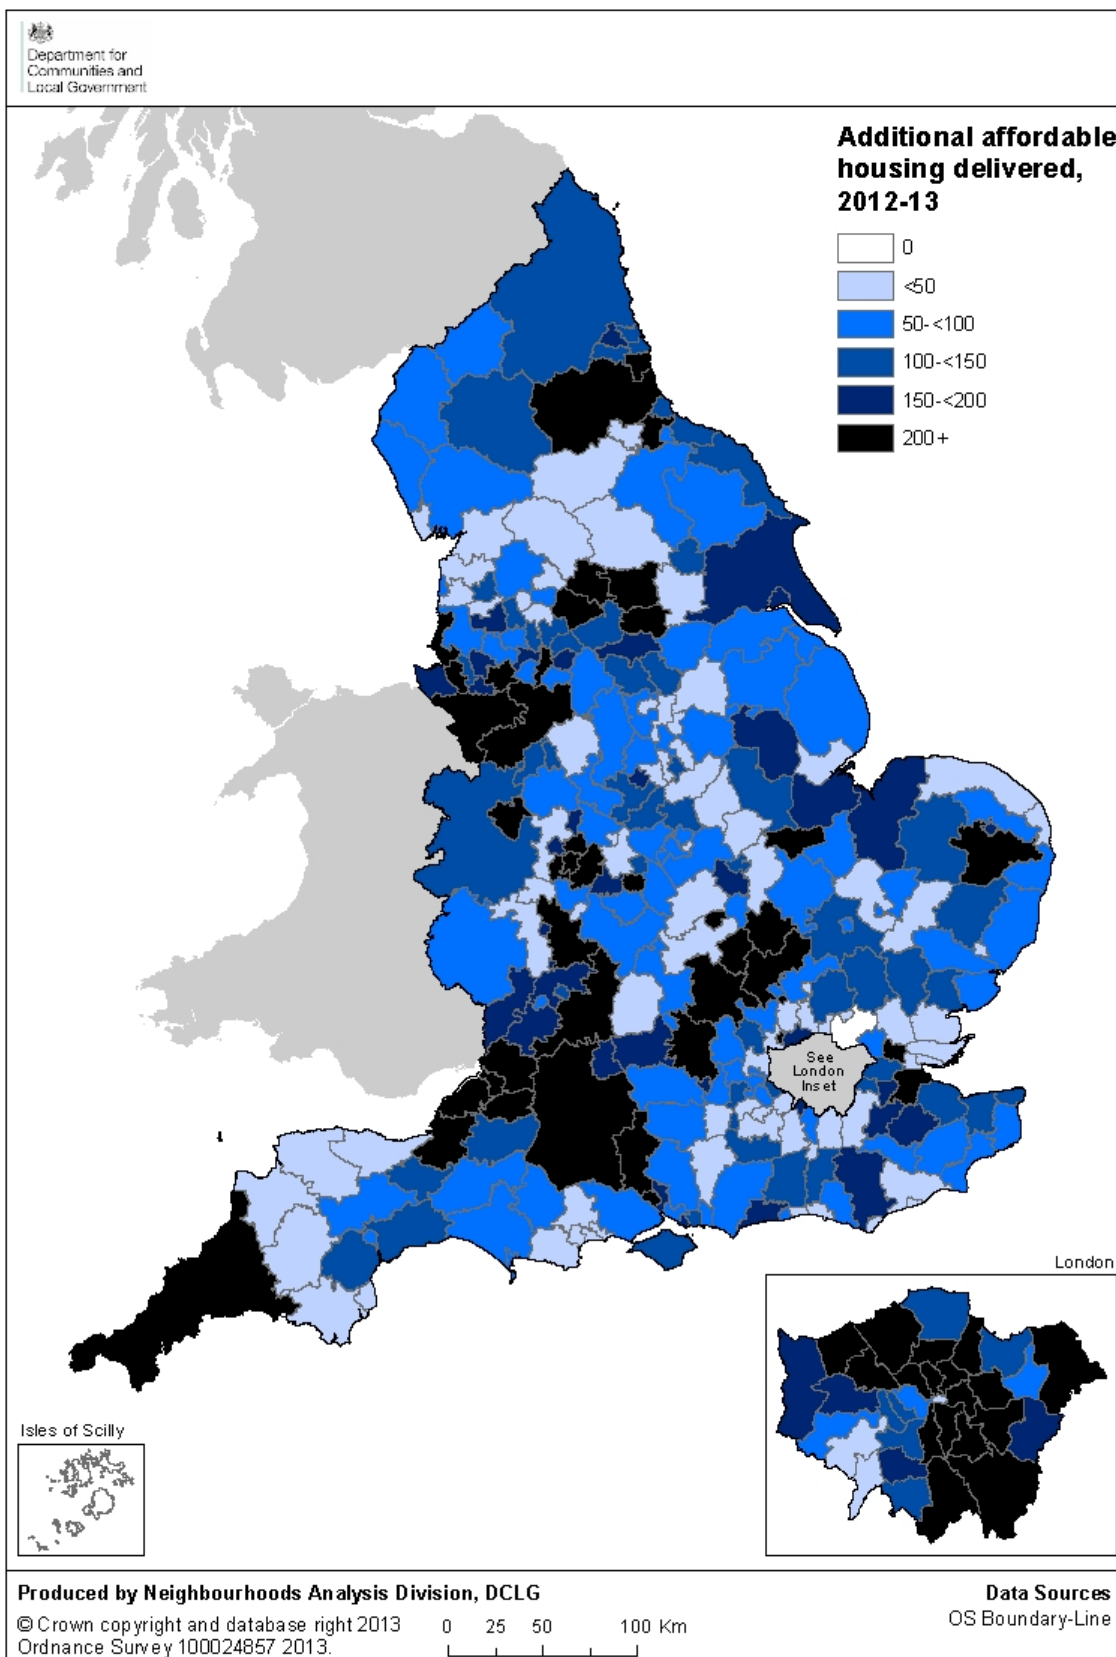 Department for
Communities and
Local Government
Additional affordable
housing delivered,
2012-13
0
<50
50-<100
100-<150
150-<200
200+
See
London
Inset
London
Isles of Scilly
Produced by Neighbourhoods Analysis Division, DCLG
© Crown copyright and database right 2013
Ordnance Survey 100024857 2013.
0 25 50 100 Km
Data Sources
OS Boundary-Line